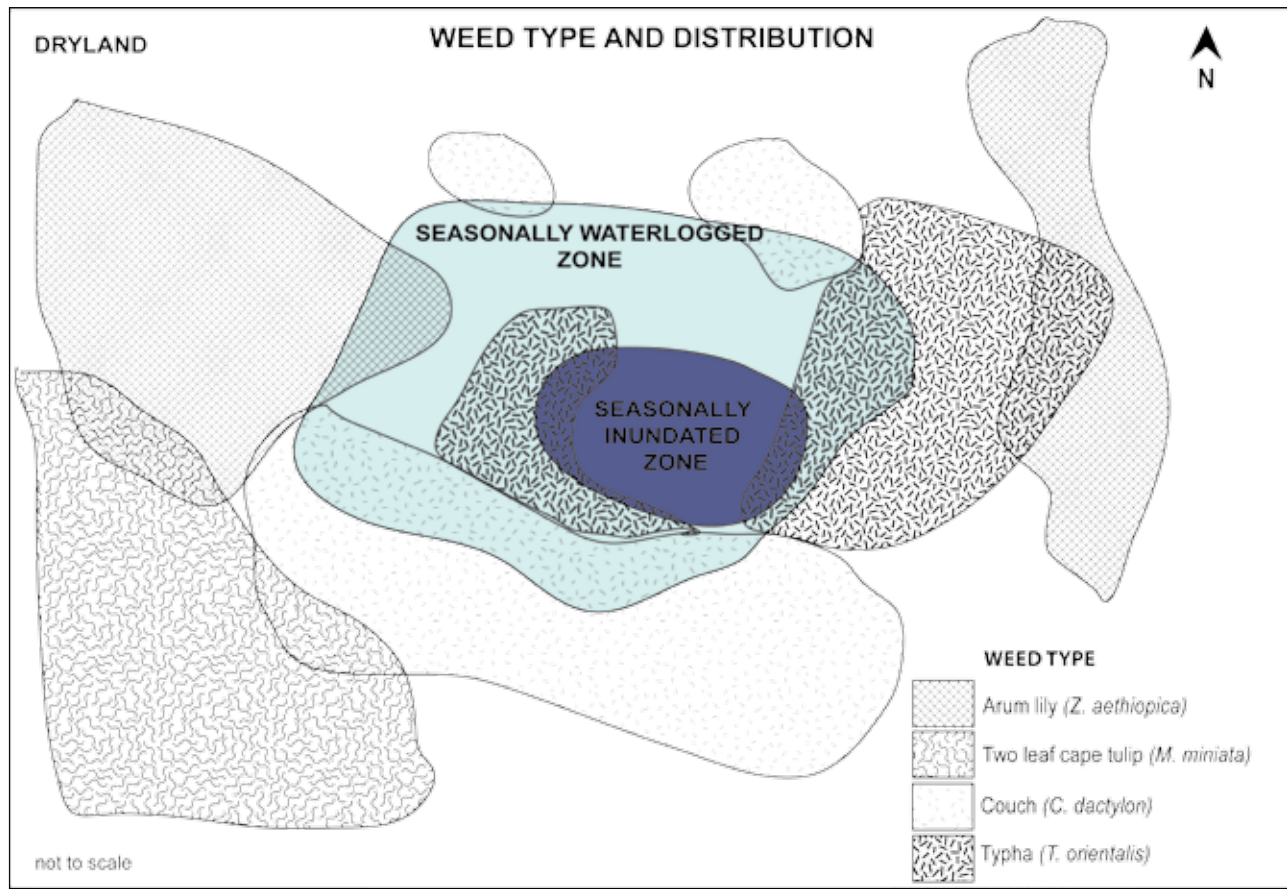 DRYLAND
WEED TYPE AND DISTRIBUTION
N
SEASONALLY WATERLOGGED
ZONE
SEASONALLY
INUNDATED
ZONE
WEED TYPE
Arum lily (Z. aethiopica)
Two leaf cape tulip (M. miniata)
Couch (C. dactylon)
Typha (T. orientalis)
not to scale